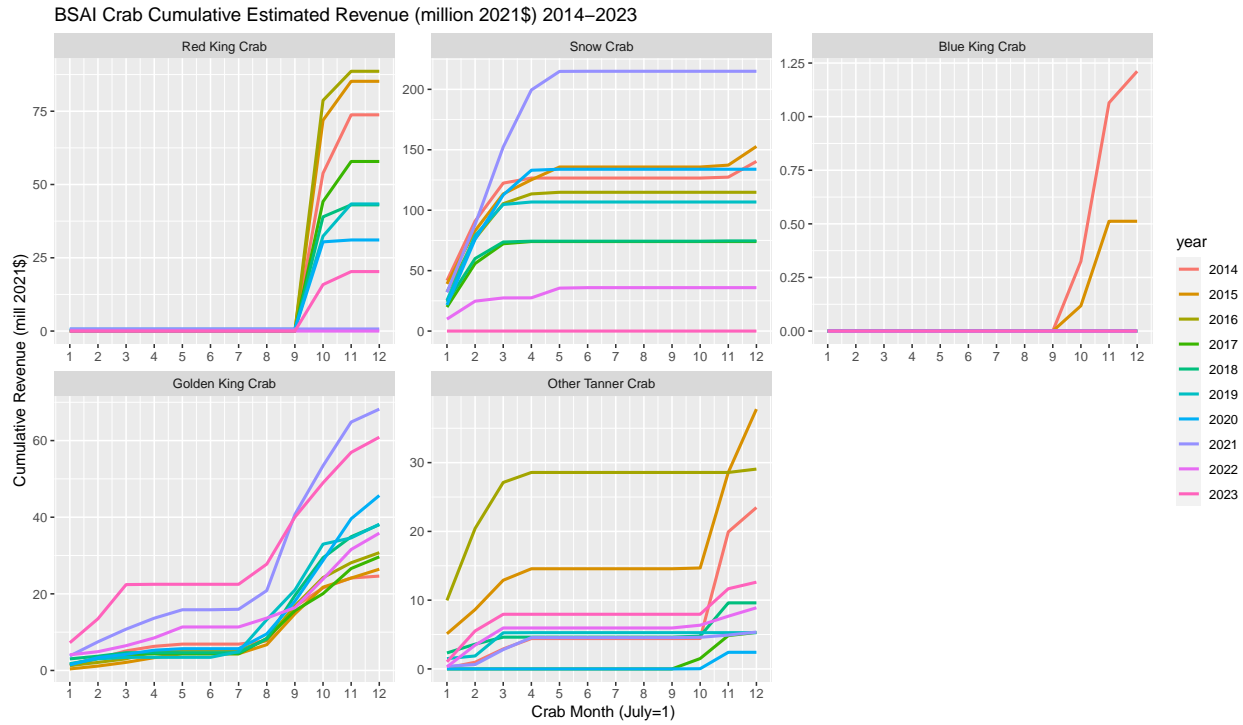 BSAI Crab Cumulative Estimated Revenue (million 2021$) 2014–2023
Red King Crab
Snow Crab
Blue King Crab
75
50
25
0
1 2 3 4 5 6 7 8 9 10 11 12
200
150
100
50
0
1 2 3 4 5 6 7 8 9 10 11 12
1.25
1.00
0.75
0.50
0.25
0.00
1 2 3 4 5 6 7 8 9 10 11 12
Golden King Crab
Other Tanner Crab
60
40
20
0
1 2 3 4 5 6 7 8 9 10 11 12
30
20
10
0
1 2 3 4 5 6 7 8 9 10 11 12
Cumulative Revenue (mill 2021$)
Crab Month (July=1)
year
2014
2015
2016
2017
2018
2019
2020
2021
2022
2023